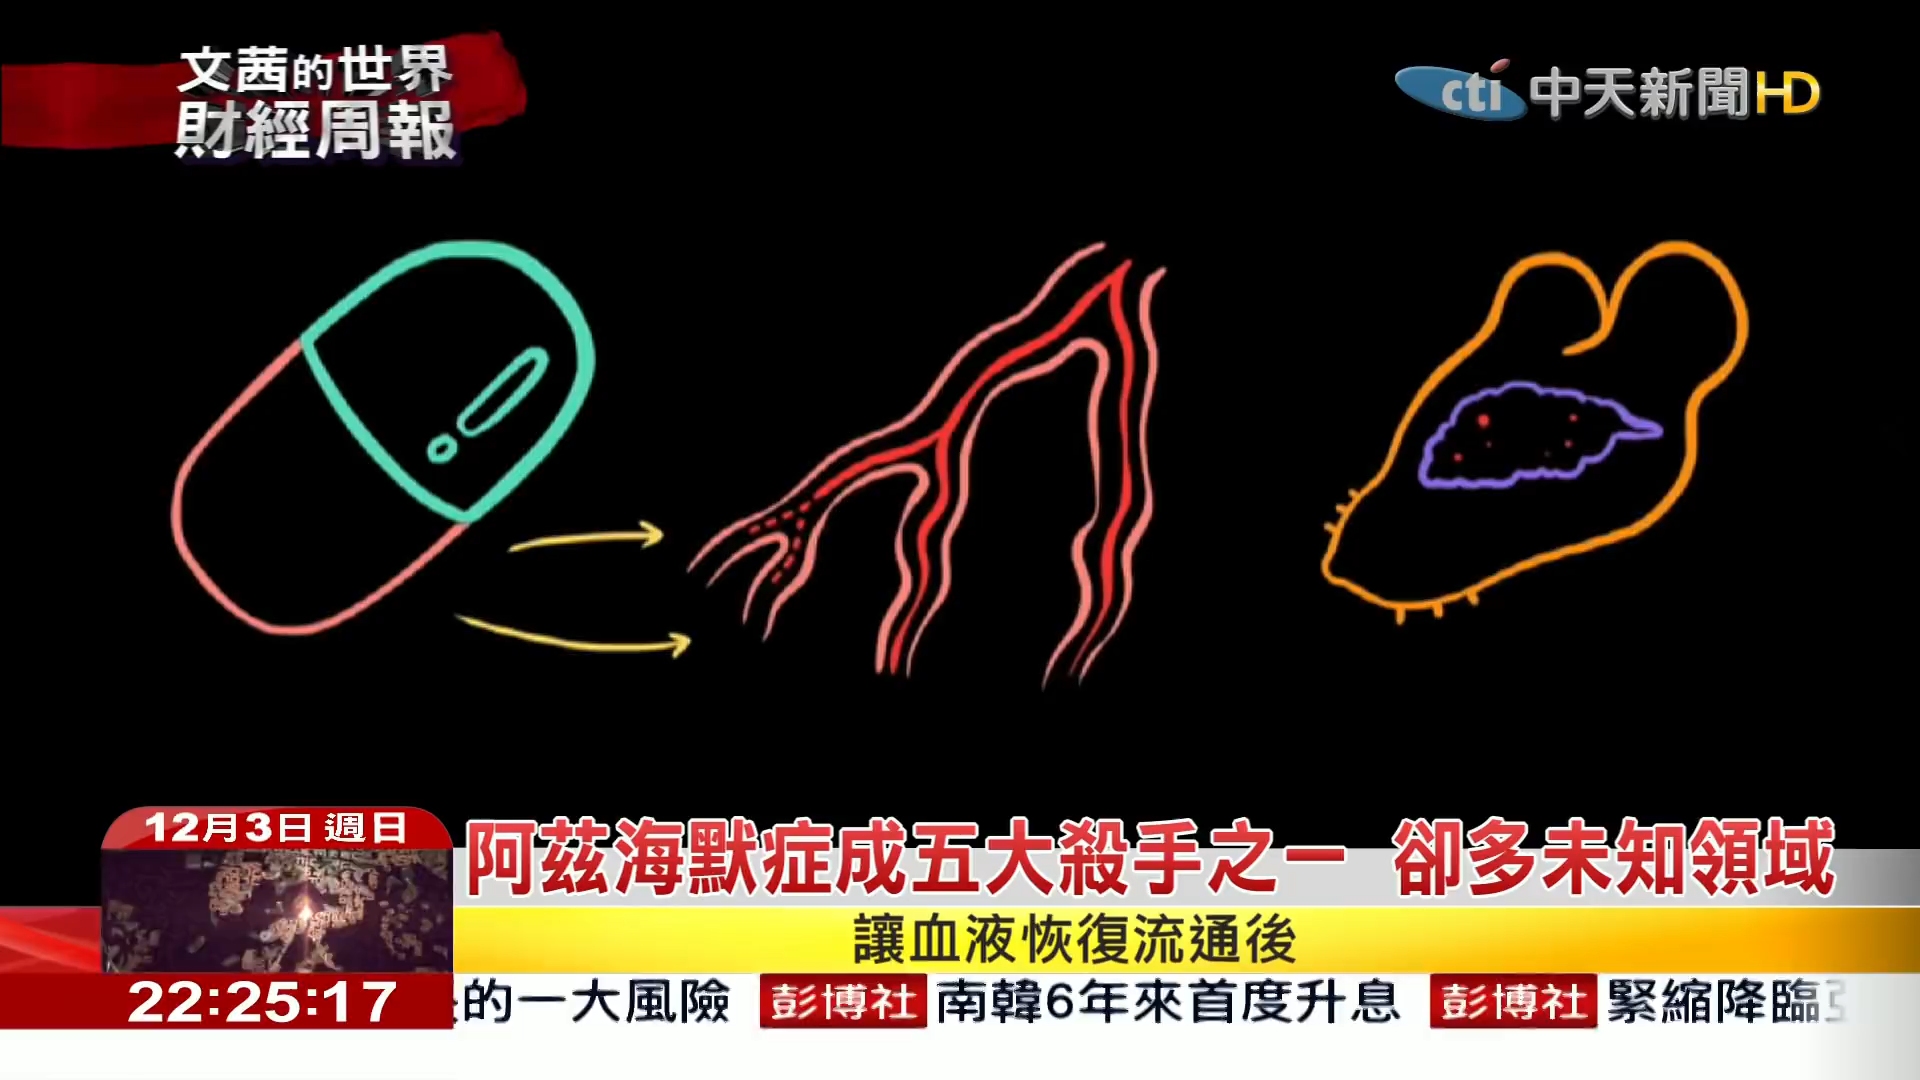 文茜的世界
財經周報
cti 中天新聞HD
12月3日 週日
阿茲海默症成五大殺手之一 卻多未知領域
讓血液恢復流通後
22:25:17
的一大風險 彭博社 南韓6年來首度升息 彭博社 緊縮降臨